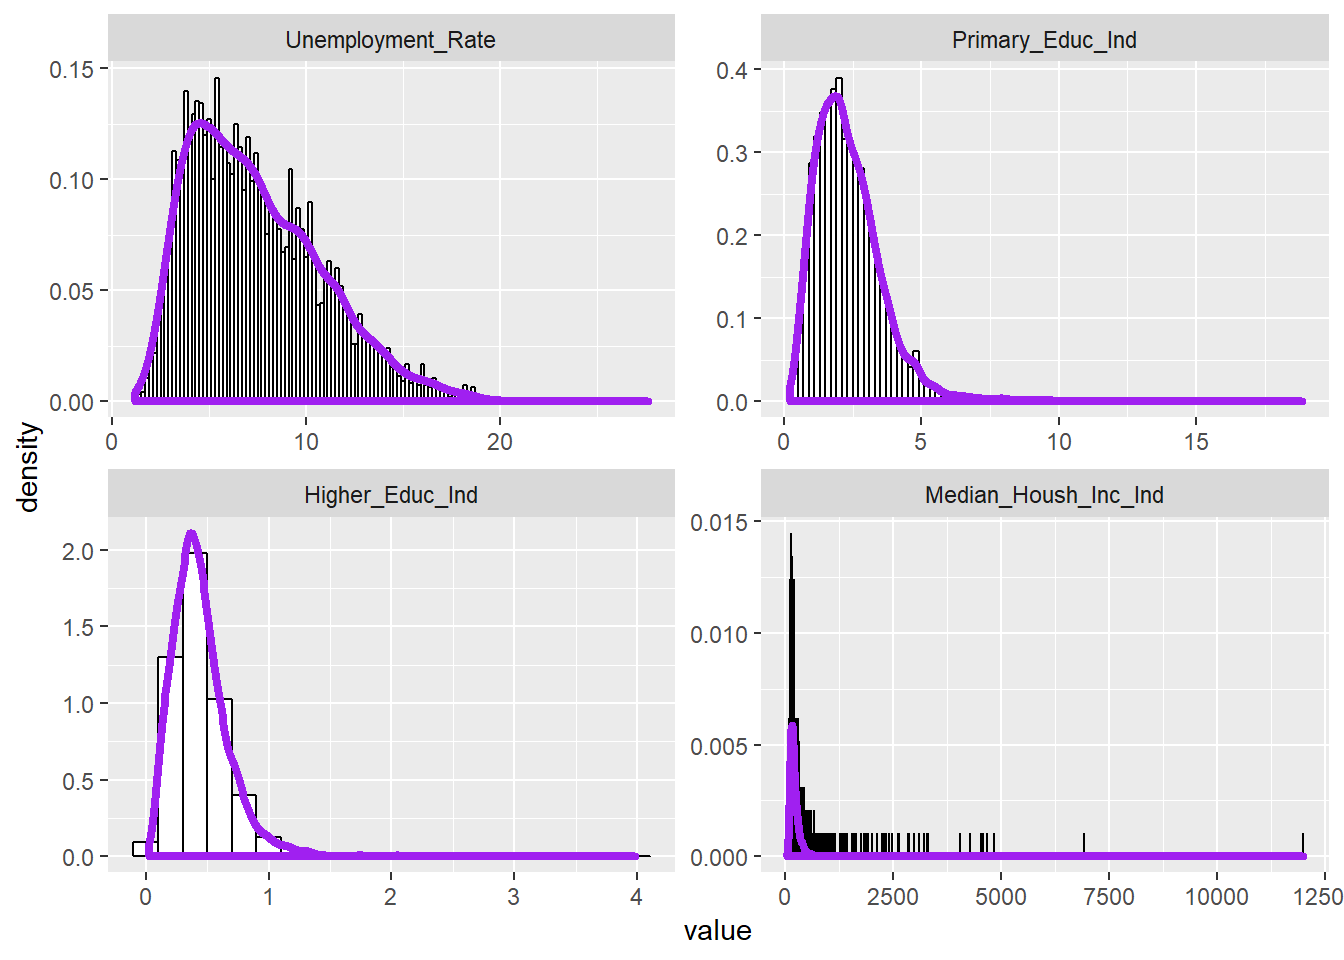 Unemployment_Rate
Primary_Educ_Ind
0.15
0.10
0.05
0.00
0 10 20
0.4
0.3
0.2
0.1
0.0
0 5 10 15
density
Higher_Educ_Ind
Median_Housh_Inc_Ind
2.0
1.5
1.0
0.5
0.0
0 1 2 3 4
0.015
0.010
0.005
0.000
0 2500 5000 7500 10000 1250
value